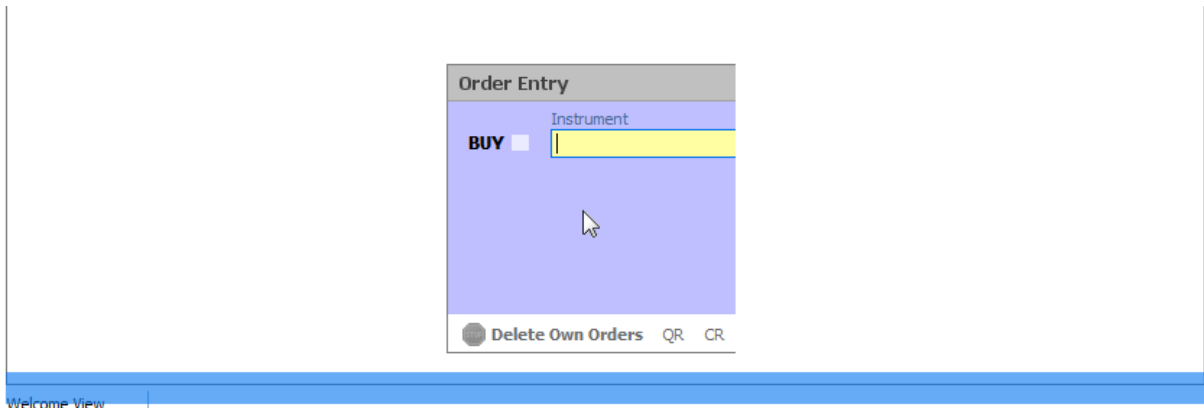 Order Entry
Instrument
BUY
Delete Own Orders QR CR
Welcome View